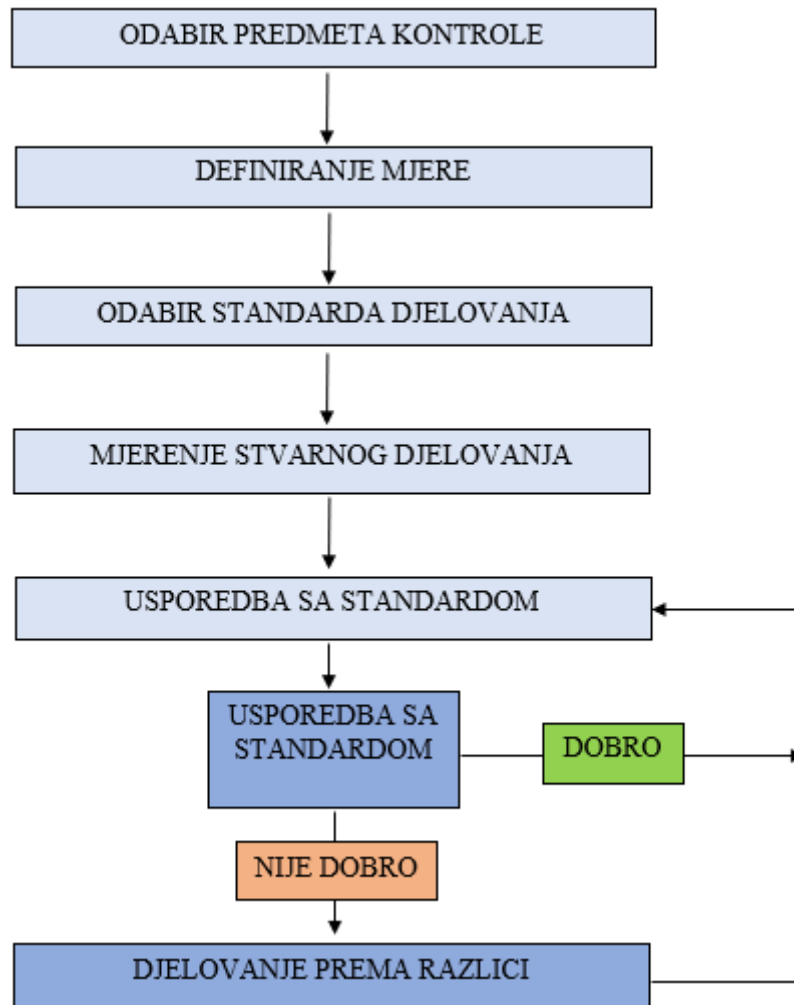 ODABIR PREDMETA KONTROLE
DEFINIRANJE MJERE
ODABIR STANDARDA DJELOVANJA
MJERENJE STVARNOG DJELOVANJA
USPOREDBA SA STANDARDOM
USPOREDBA SA
STANDARDOM
DOBRO
NIJE DOBRO
DJELOVANJE PREMA RAZLICI